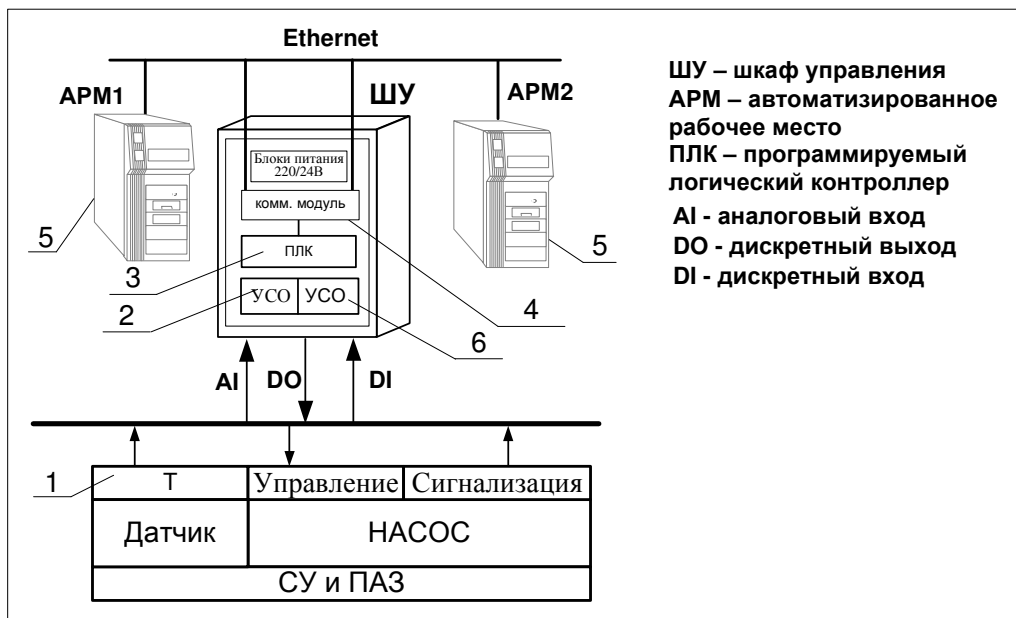 Ethernet
АРМ1
ШУ
АРМ2
Блоки питания
220/24В
комм. модуль
ПЛК
УСО
УСО
5
3
2
4
6
5
AI
DO
DI
1
Т
Управление
Сигнализация
Датчик
НАСОС
СУ и ПАЗ
ШУ – шкаф управления
АРМ – автоматизированное
рабочее место
ПЛК – программируемый
логический контроллер
AI - аналоговый вход
DO - дискретный выход
DI - дискретный вход